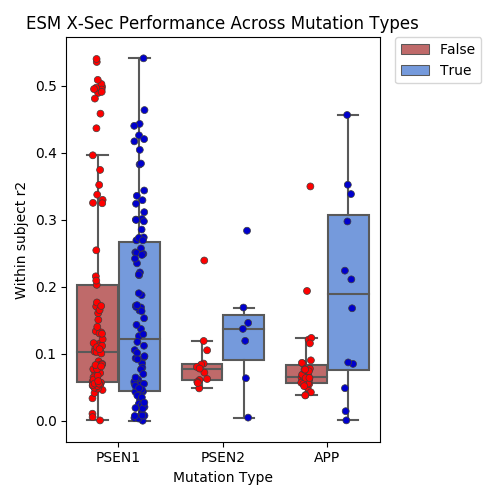 ESM X-Sec Performance Across Mutation Types
False
True
0.5
0.4
0.3
0.2
0.1
0.0
Within subject r2
PSEN1
PSEN2
APP
Mutation Type